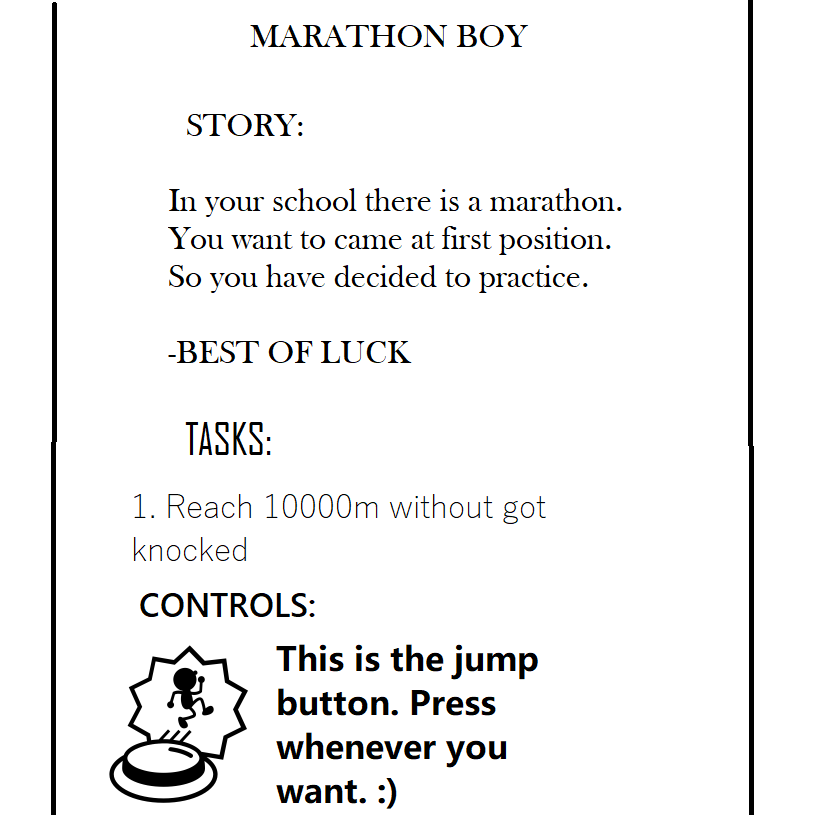 MARATHON BOY
STORY:
In your school there is a marathon.
You want to came at first position.
So you have decided to practice.
-BEST OF LUCK
TASKS:
1. Reach 10000m without got
knocked
CONTROLS:
This is the jump
button. Press
whenever you
want. :)